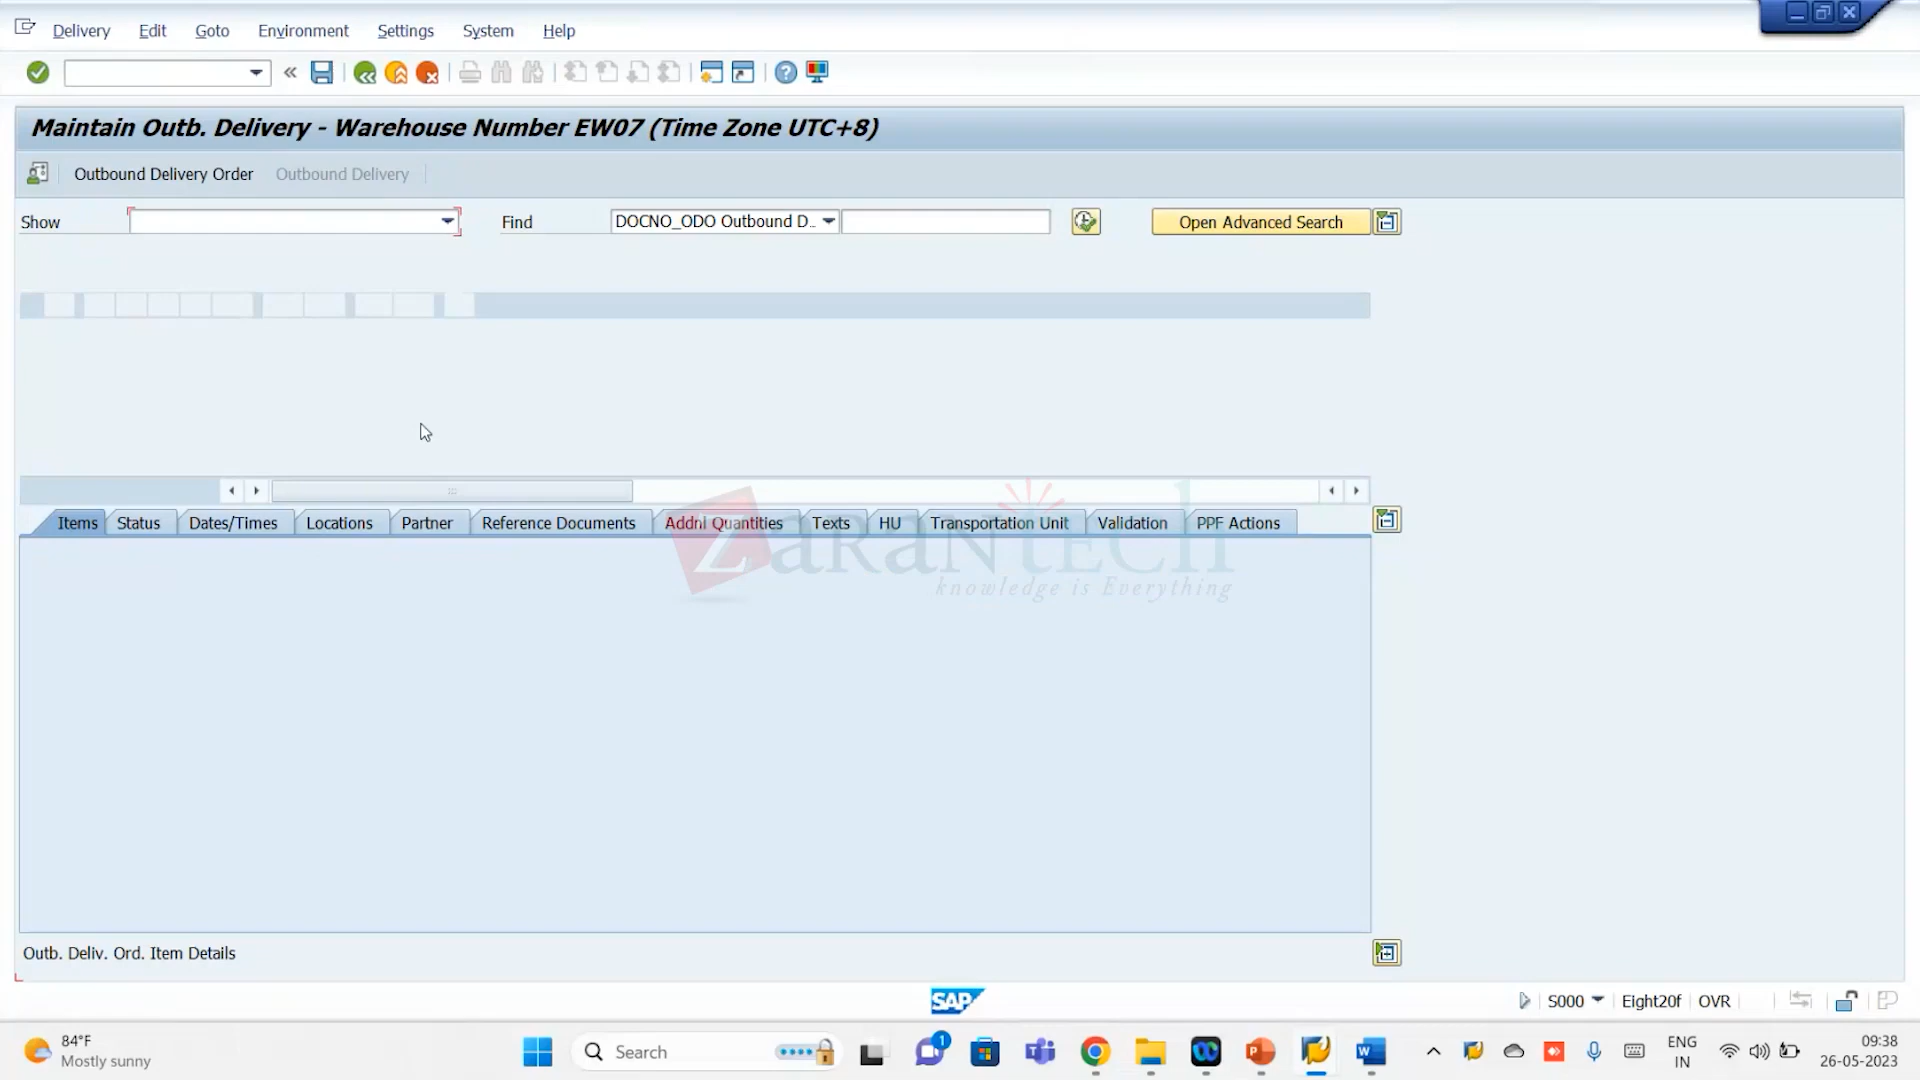 Delivery Edit Goto Environment Settings System Help
Maintain Outb. Delivery - Warehouse Number EW07 (Time Zone UTC+8)
Outbound Delivery Order Outbound Delivery
Show Find DOCNO_ODO Outbound D.. Open Advanced Search
Items Status Dates/Times Locations Partner Reference Documents Addnl Quantities Texts HU Transportation Unit Validation PPF Actions
zaranTech
knowledge is Everything
Outb. Deliv. Ord. Item Details
SAP S000 Eight20f OVR
84°F
Mostly sunny
Search
1
ENG
IN
09:38
26-05-2023